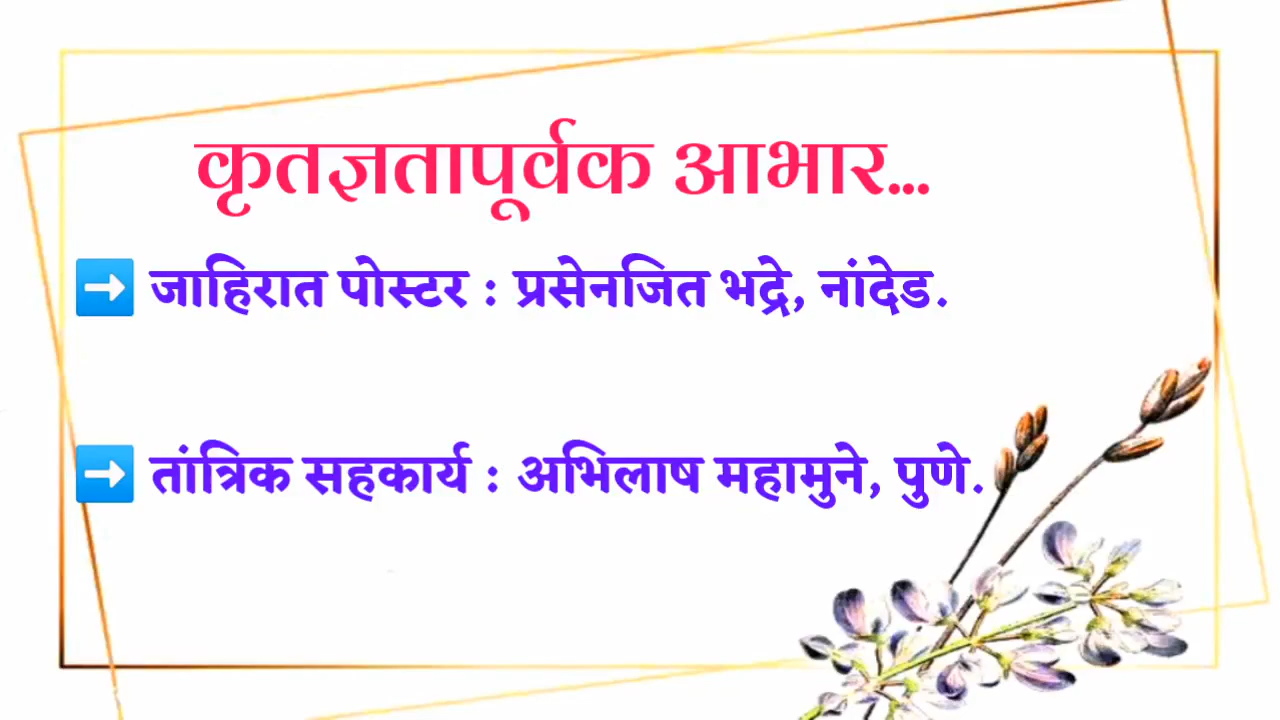 कृतज्ञतापूर्वक आभार...
➡️ जाहिरात पोस्टर : प्रसेनजित भद्रे, नांदेड.
➡️ तांत्रिक सहकार्य : अभिलाष महामुने, पुणे.